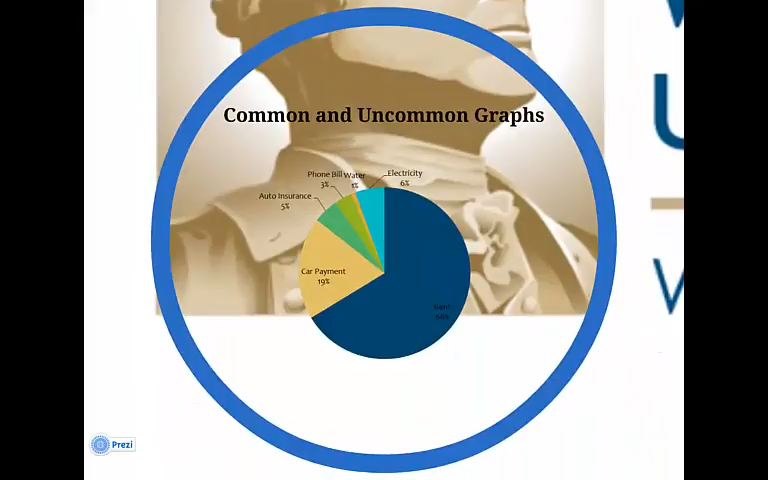 Common and Uncommon Graphs
Phone Bill
3%
Water
1%
Electricity
6%
Auto Insurance
5%
Car Payment
19%
Rent
Prezi